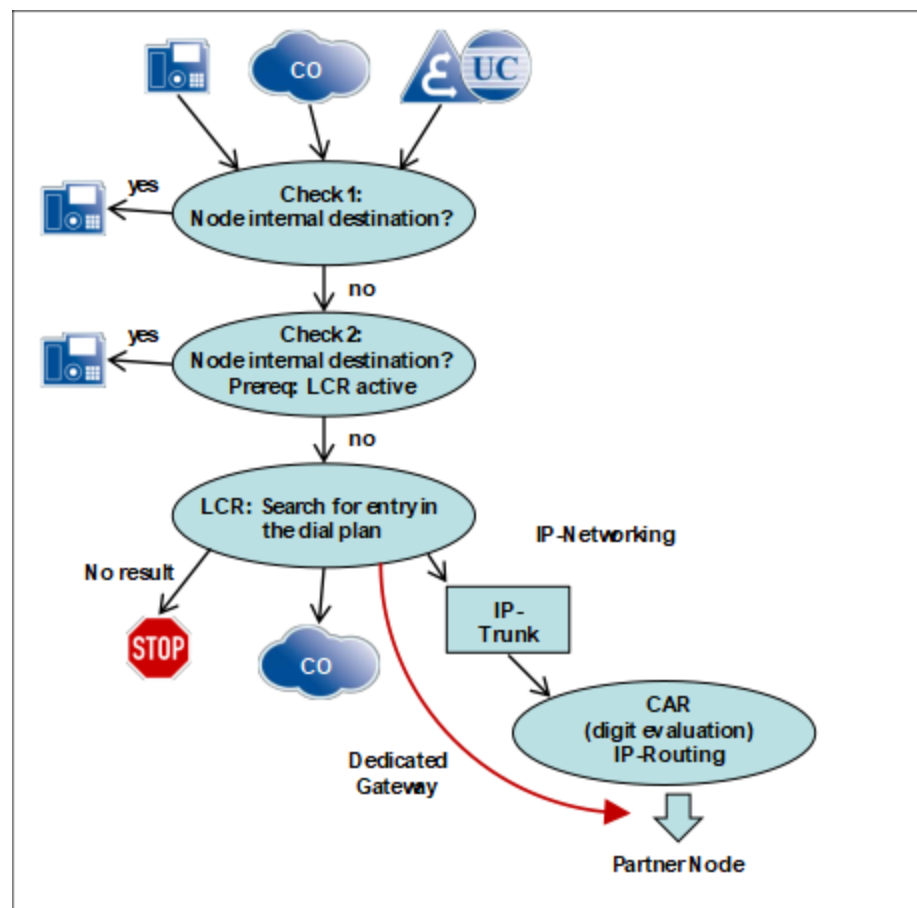 CO
UC
Check 1:
Node internal destination?
yes
no
Check 2:
Node internal destination?
Prereq: LCR active
yes
no
LCR: Search for entry in
the dial plan
IP-Networking
No result
STOP
CO
IP-
Trunk
CAR
(digit evaluation)
IP-Routing
Dedicated
Gateway
Partner Node